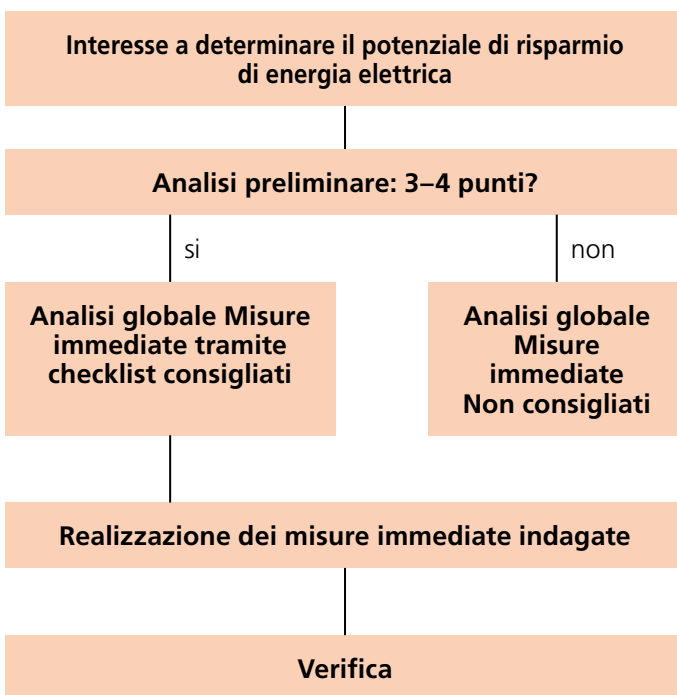 Interesse a determinare il potenziale di risparmio
di energia elettrica
Analisi preliminare: 3–4 punti?
si
non
Analisi globale Misure
immediate tramite
checklist consigliati
Analisi globale
Misure
immediate
Non consigliati
Realizzazione dei misure immediate indagate
Verifica